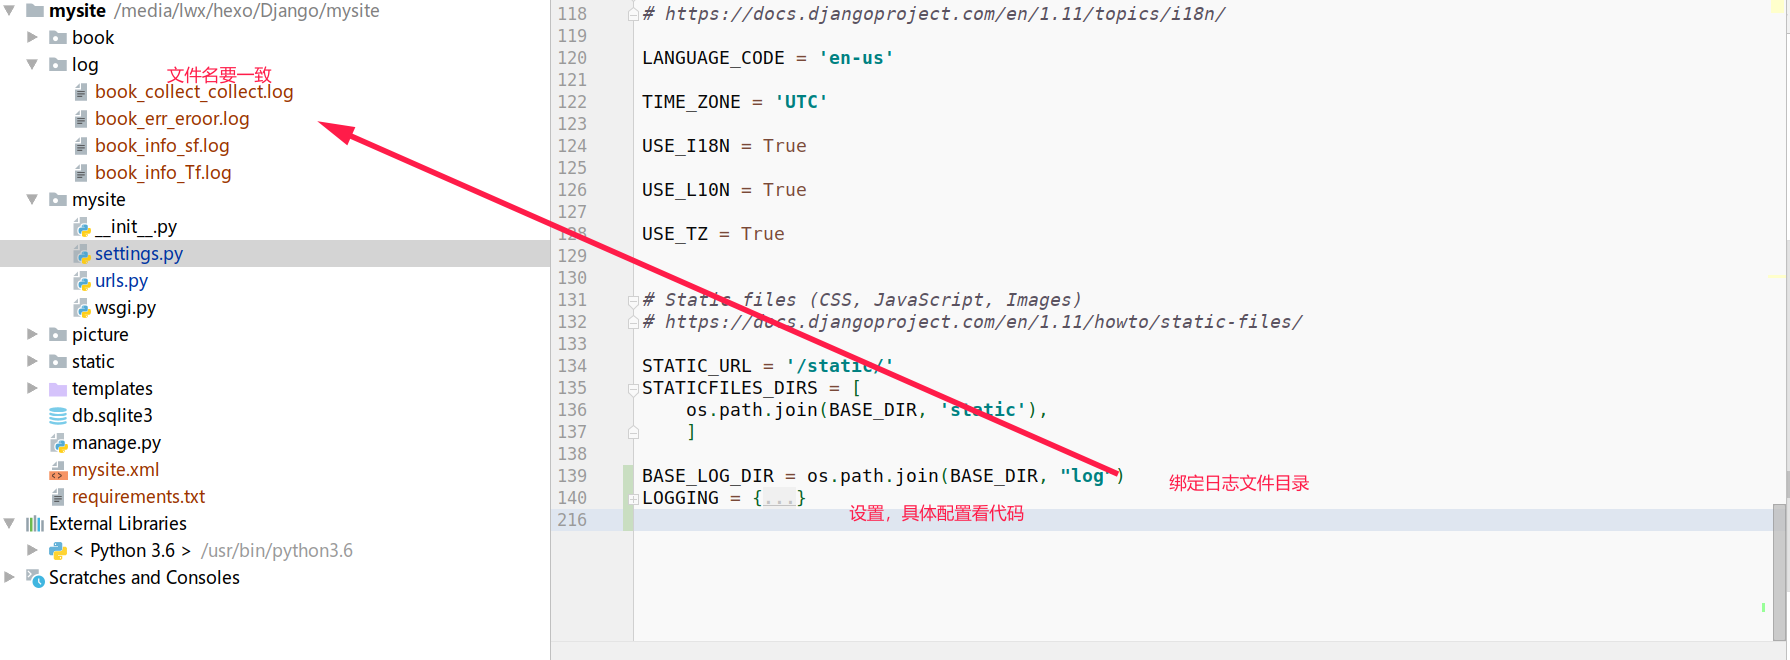 mysite /media/lwx/hexo/Django/mysite
book
log
文件名要一致
book_collect_collect.log
book_err_eroor.log
book_info_sf.log
book_info_Tf.log
mysite
__init__.py
settings.py
urls.py
wsgi.py
picture
static
templates
db.sqlite3
manage.py
mysite.xml
requirements.txt
External Libraries
< Python 3.6 > /usr/bin/python3.6
Scratches and Consoles
118 # https://docs.djangoproject.com/en/1.11/topics/i18n/
119
120 LANGUAGE_CODE = 'en-us'
121
122 TIME_ZONE = 'UTC'
123
124 USE_I18N = True
125
126 USE_L10N = True
127
128 USE_TZ = True
129
130
131 # Static files (CSS, JavaScript, Images)
132 # https://docs.djangoproject.com/en/1.11/howto/static-files/
133
134 STATIC_URL = '/static/'
135 STATICFILES_DIRS = [
136 os.path.join(BASE_DIR, 'static'),
137 ]
138
139 BASE_LOG_DIR = os.path.join(BASE_DIR, "log")
绑定日志文件目录
140 LOGGING = {...}
设置，具体配置看代码
216